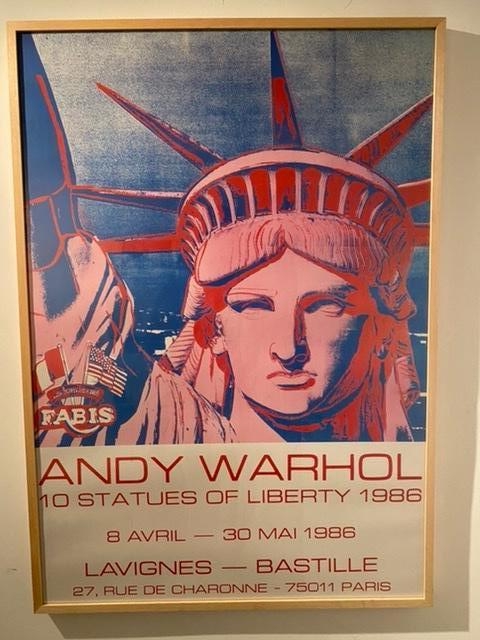 FABIS
ANDY WARHOL
10 STATUES OF LIBERTY 1986
8 AVRIL — 30 MAI 1986
LAVIGNES — BASTILLE
27, RUE DE CHARONNE - 75011 PARIS